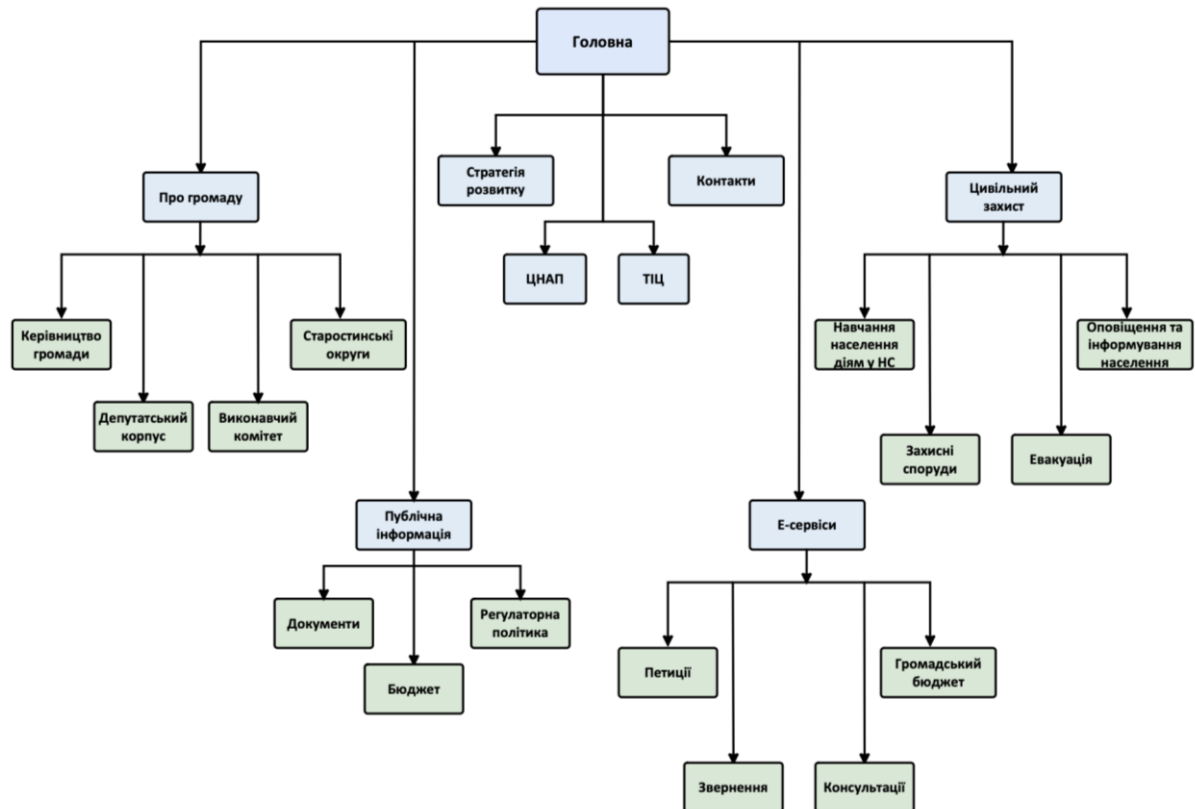 Головна
Стратегія
розвитку
Контакти
Про громаду
Цивільний
захист
ЦНАП
ТІЦ
Керівництво
громади
Старостинські
округи
Навчання
населення
діям у НС
Оповіщення та
інформування
населення
Депутатський
корпус
Виконавчий
комітет
Захисні
споруди
Евакуація
Публічна
інформація
Е-сервіси
Документи
Регуляторна
політика
Бюджет
Петиції
Громадський
бюджет
Звернення
Консультації